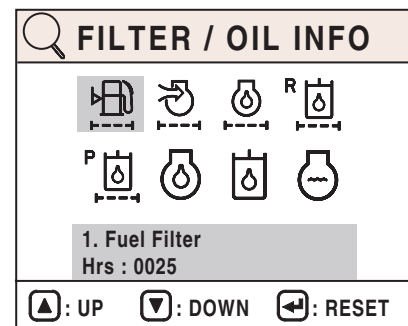 FILTER / OIL INFO
R
P
1. Fuel Filter
Hrs : 0025
: UP : DOWN : RESET